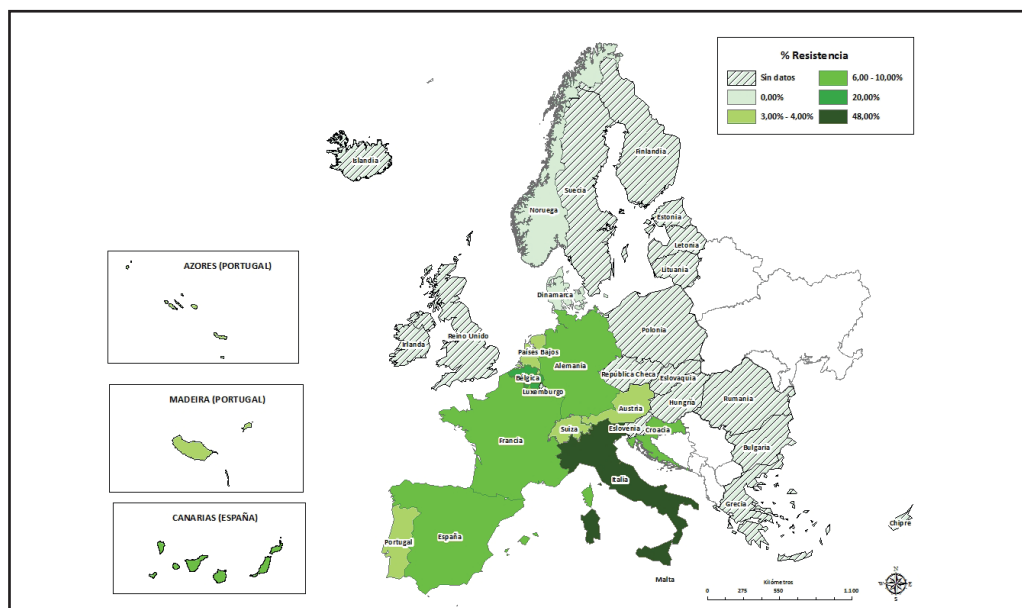 % Resistencia
Sin datos
6,00 - 10,00%
0,00%
20,00%
3,00% - 4,00%
48,00%
Islandia
Finlandia
Suecia
Noruega
Estonia
Letonia
Lituania
Dinamarca
AZORES (PORTUGAL)
Reino Unido
Irlanda
Polonia
Paises Bajos
Alemania
Bélgica
República Checa
Eslovaquia
Luxemburgo
Hungría
Rumania
MADEIRA (PORTUGAL)
Austria
Suiza
Eslovenia
Croacia
Francia
Bulgaria
Italia
Grecia
CANARIAS (ESPAÑA)
Chipre
España
Portugal
Malta
Kilómetros
0 275 550 1.100
N
S